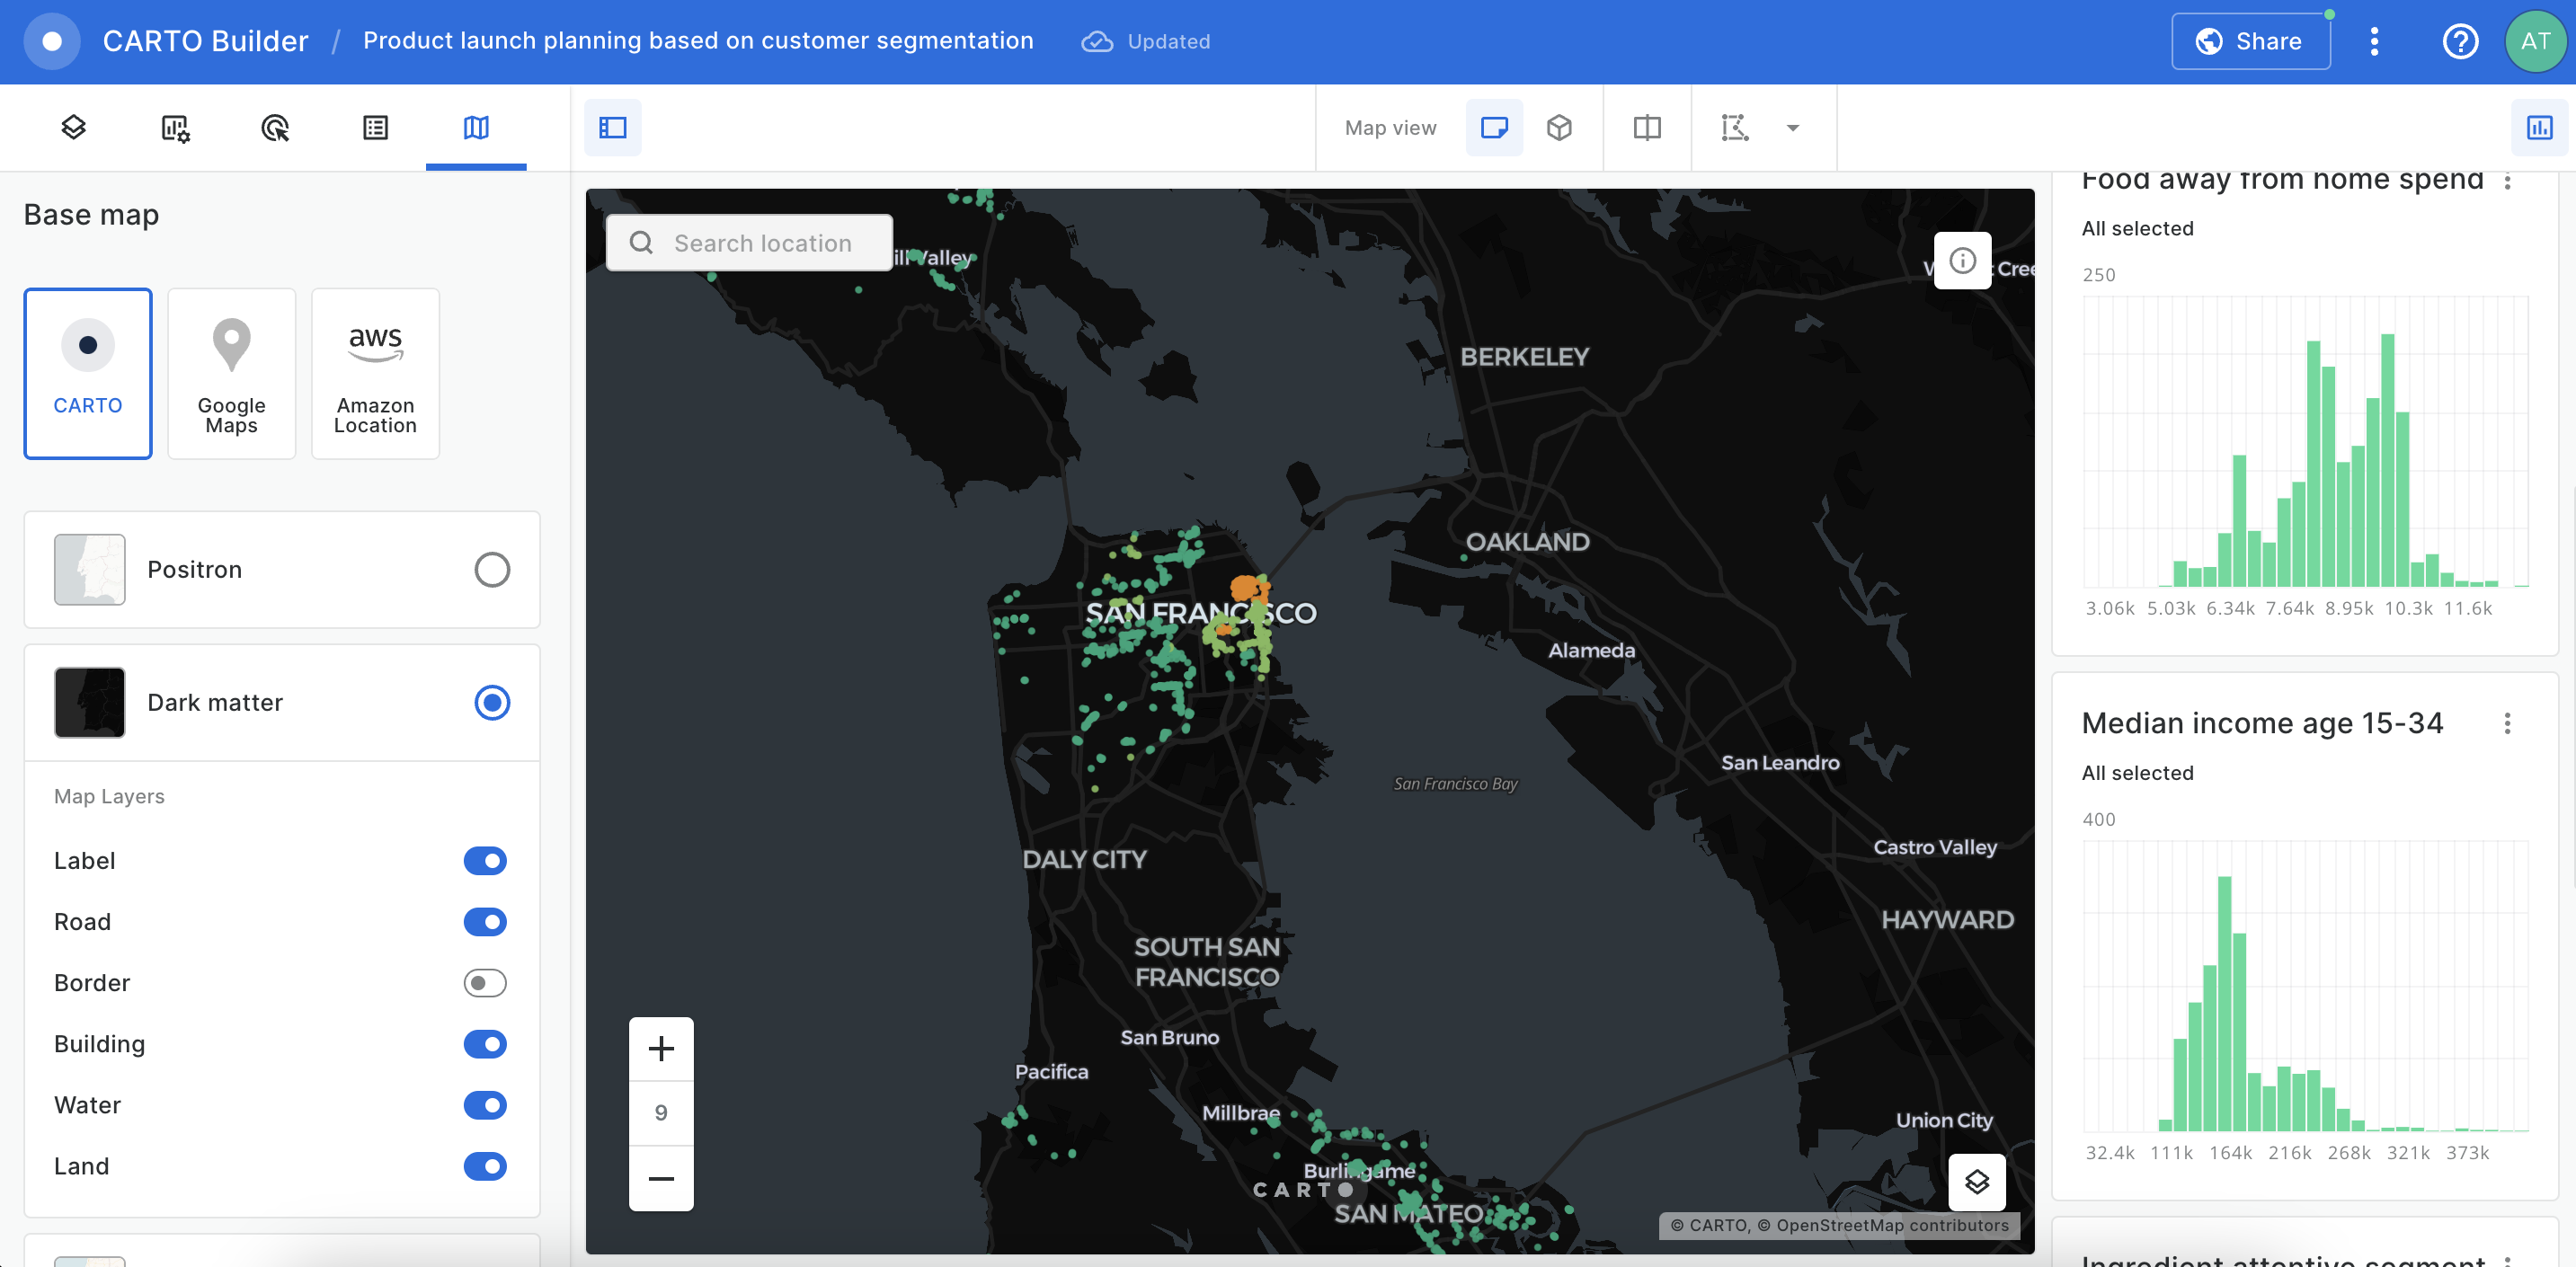 CARTO Builder / Product launch planning based on customer segmentation Updated
Share
AT
Map view
Base map
CARTO
Google
Maps
aws
Amazon
Location
Positron
Dark matter
Map Layers
Label
Road
Border
Building
Water
Land
Search location
ill Valley
Cree
BERKELEY
OAKLAND
SAN FRANCISCO
Alameda
San Leandro
San Francisco Bay
Castro Valley
DALY CITY
HAYWARD
SOUTH SAN
FRANCISCO
San Bruno
Pacifica
Millbrae
Union City
Burlingame
CARTO
SAN MATEO
9
© CARTO, © OpenStreetMap contributors
Food away from home spend
All selected
250
3.06k 5.03k 6.34k 7.64k 8.95k 10.3k 11.6k
Median income age 15-34
All selected
400
32.4k 111k 164k 216k 268k 321k 373k
Ingredient attentive segment